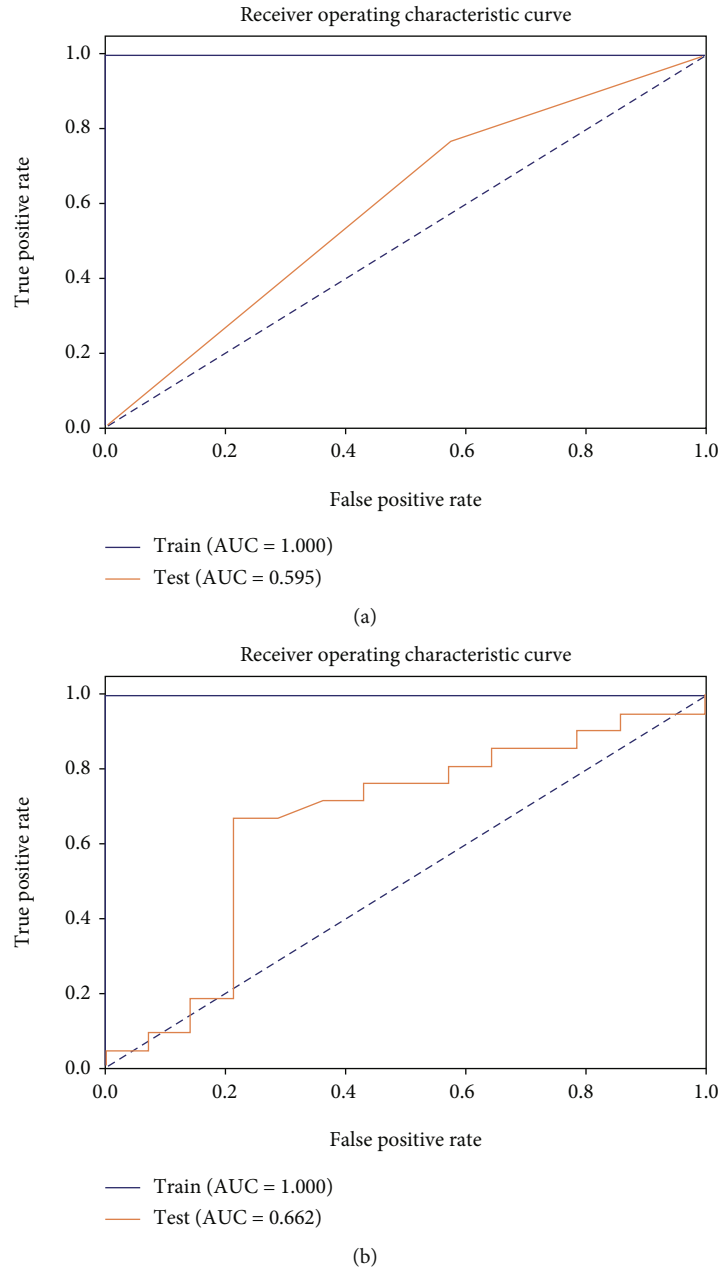 Receiver operating characteristic curve
1.0
0.8
0.6
0.4
0.2
0.0
True positive rate
0.0 0.2 0.4 0.6 0.8 1.0
False positive rate
Train (AUC = 1.000)
Test (AUC = 0.595)
(a)
Receiver operating characteristic curve
1.0
0.8
0.6
0.4
0.2
0.0
True positive rate
0.0 0.2 0.4 0.6 0.8 1.0
False positive rate
Train (AUC = 1.000)
Test (AUC = 0.662)
(b)